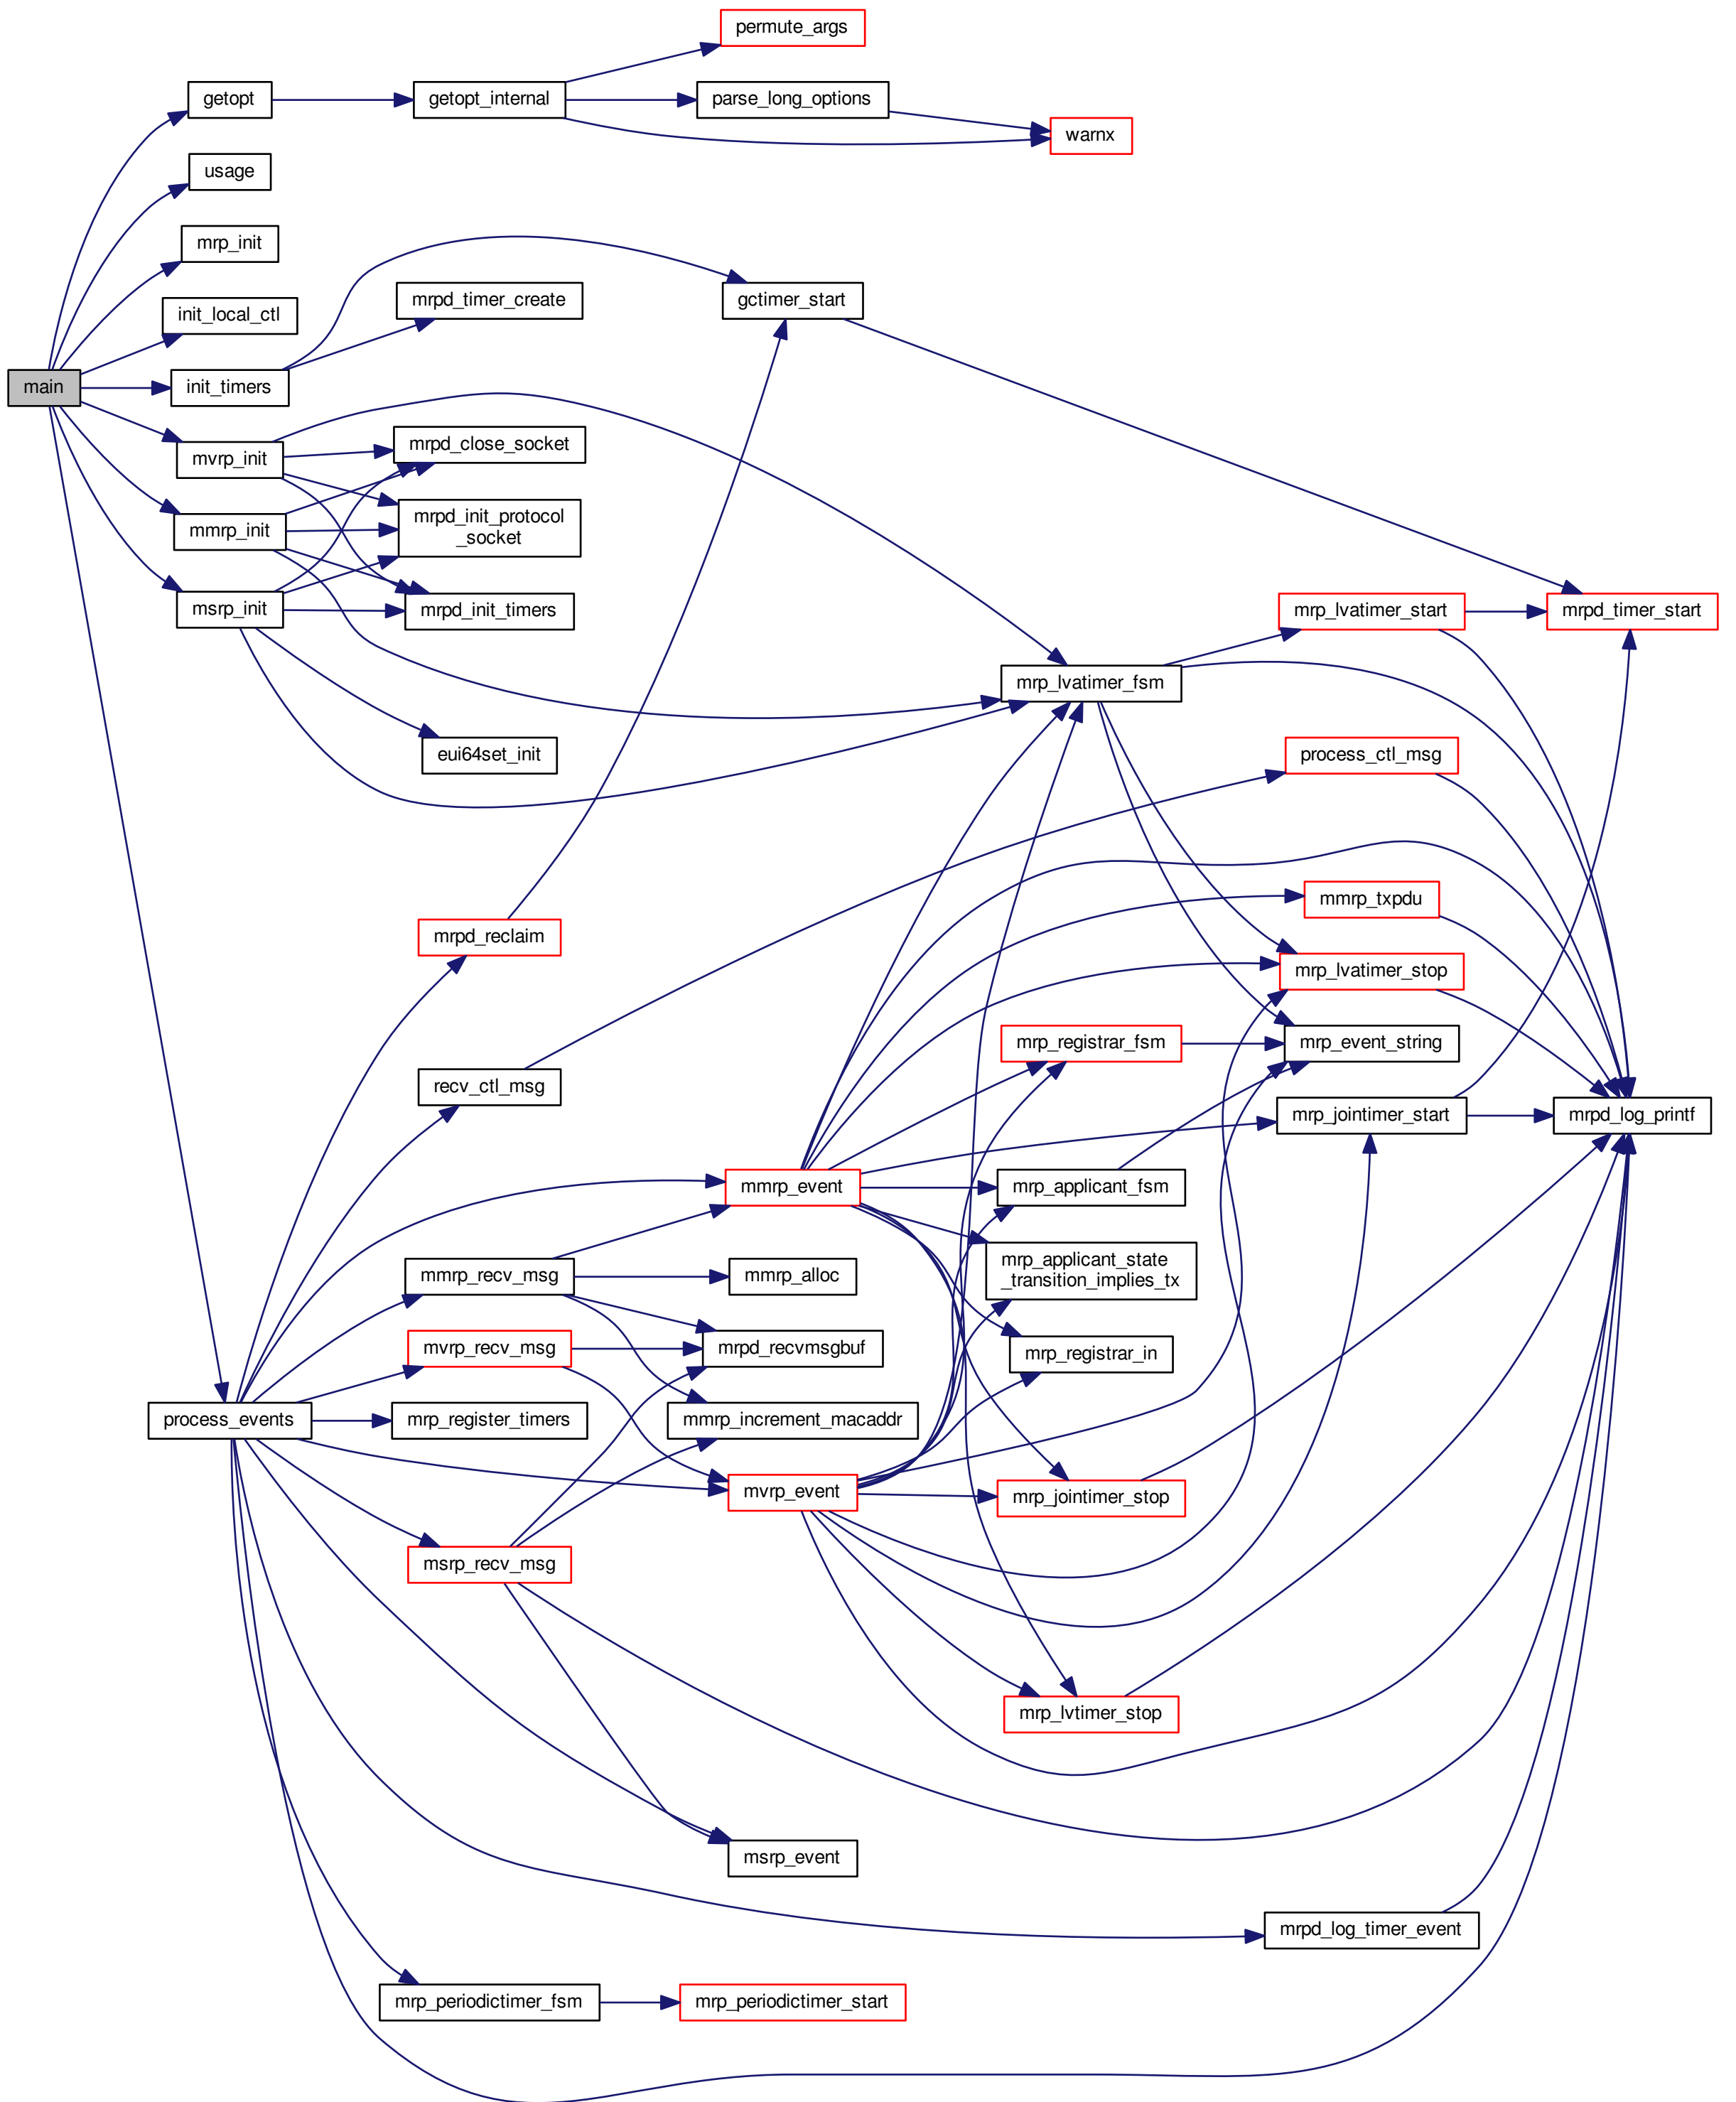 permute_args
getopt
getopt_internal
parse_long_options
warnx
usage
mrp_init
init_local_ctl
mrpd_timer_create
gctimer_start
main
init_timers
mvrp_init
mrpd_close_socket
mmrp_init
mrpd_init_protocol
_socket
msrp_init
mrpd_init_timers
mrp_lvatimer_start
mrpd_timer_start
mrp_lvatimer_fsm
eui64set_init
process_ctl_msg
mmrp_txpdu
mrpd_reclaim
mrp_lvatimer_stop
mrp_registrar_fsm
mrp_event_string
recv_ctl_msg
mrp_jointimer_start
mrpd_log_printf
mmrp_event
mrp_applicant_fsm
mmrp_recv_msg
mmrp_alloc
mrp_applicant_state
_transition_implies_tx
mvrp_recv_msg
mrpd_recvmsgbuf
mrp_registrar_in
process_events
mrp_register_timers
mmrp_increment_macaddr
mvrp_event
mrp_jointimer_stop
msrp_recv_msg
mrp_lvtimer_stop
msrp_event
mrpd_log_timer_event
mrp_periodictimer_fsm
mrp_periodictimer_start